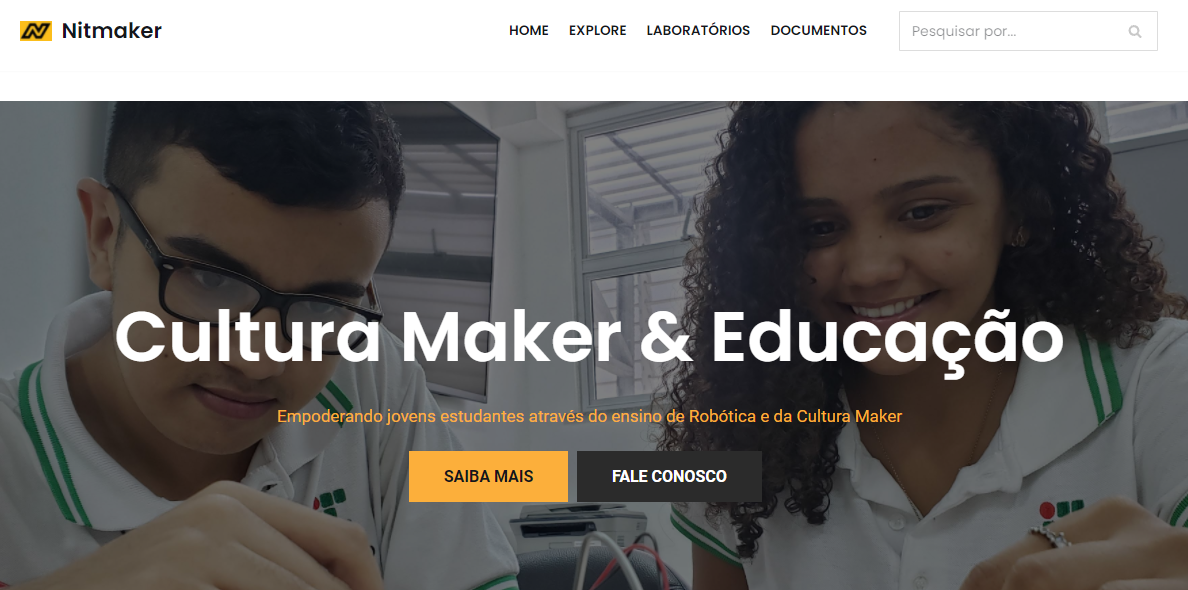 Nitmaker
HOME EXPLORE LABORATÓRIOS DOCUMENTOS Pesquisar por...
Cultura Maker & Educação
Empoderando jovens estudantes através do ensino de Robótica e da Cultura Maker
SAIBA MAIS FALE CONOSCO